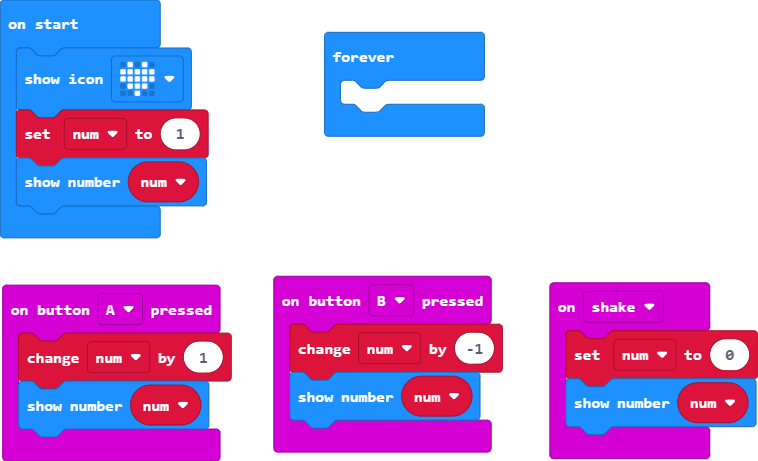 on start
show icon
set num to 1
show number num
forever
on button A pressed
change num by 1
show number num
on button B pressed
change num by -1
show number num
on shake
set num to 0
show number num